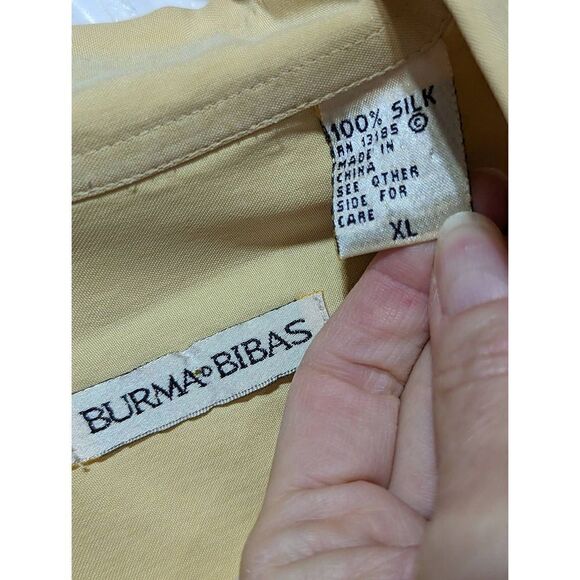 100% SILK
RN 13185 ©
MADE IN
CHINA
SEE OTHER
SIDE FOR
CARE
XL
BURMA BIBAS